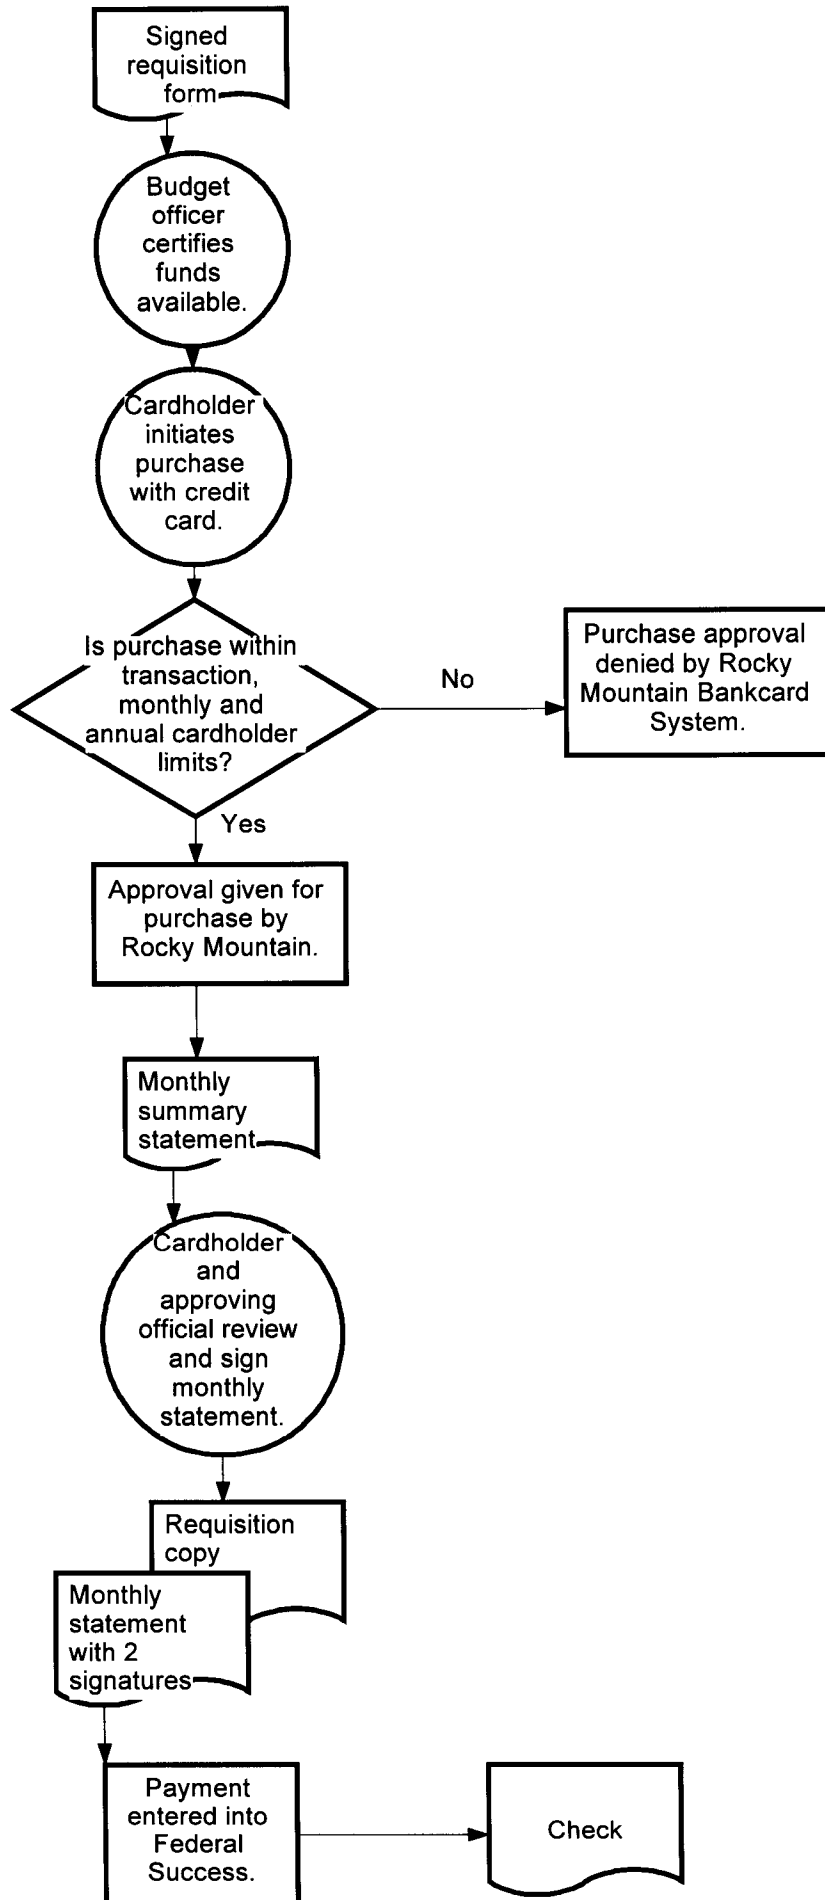 Signed
requisition
form
Budget
officer
certifies
funds
available.
Cardholder
initiates
purchase
with credit
card.
Is purchase within
transaction,
monthly and
annual cardholder
limits?
No
Purchase approval
denied by Rocky
Mountain Bankcard
System.
Yes
Approval given for
purchase by
Rocky Mountain.
Monthly
summary
statement
Cardholder
and
approving
official review
and sign
monthly
statement.
Requisition
copy
Monthly
statement
with 2
signatures
Payment
entered into
Federal
Success.
Check